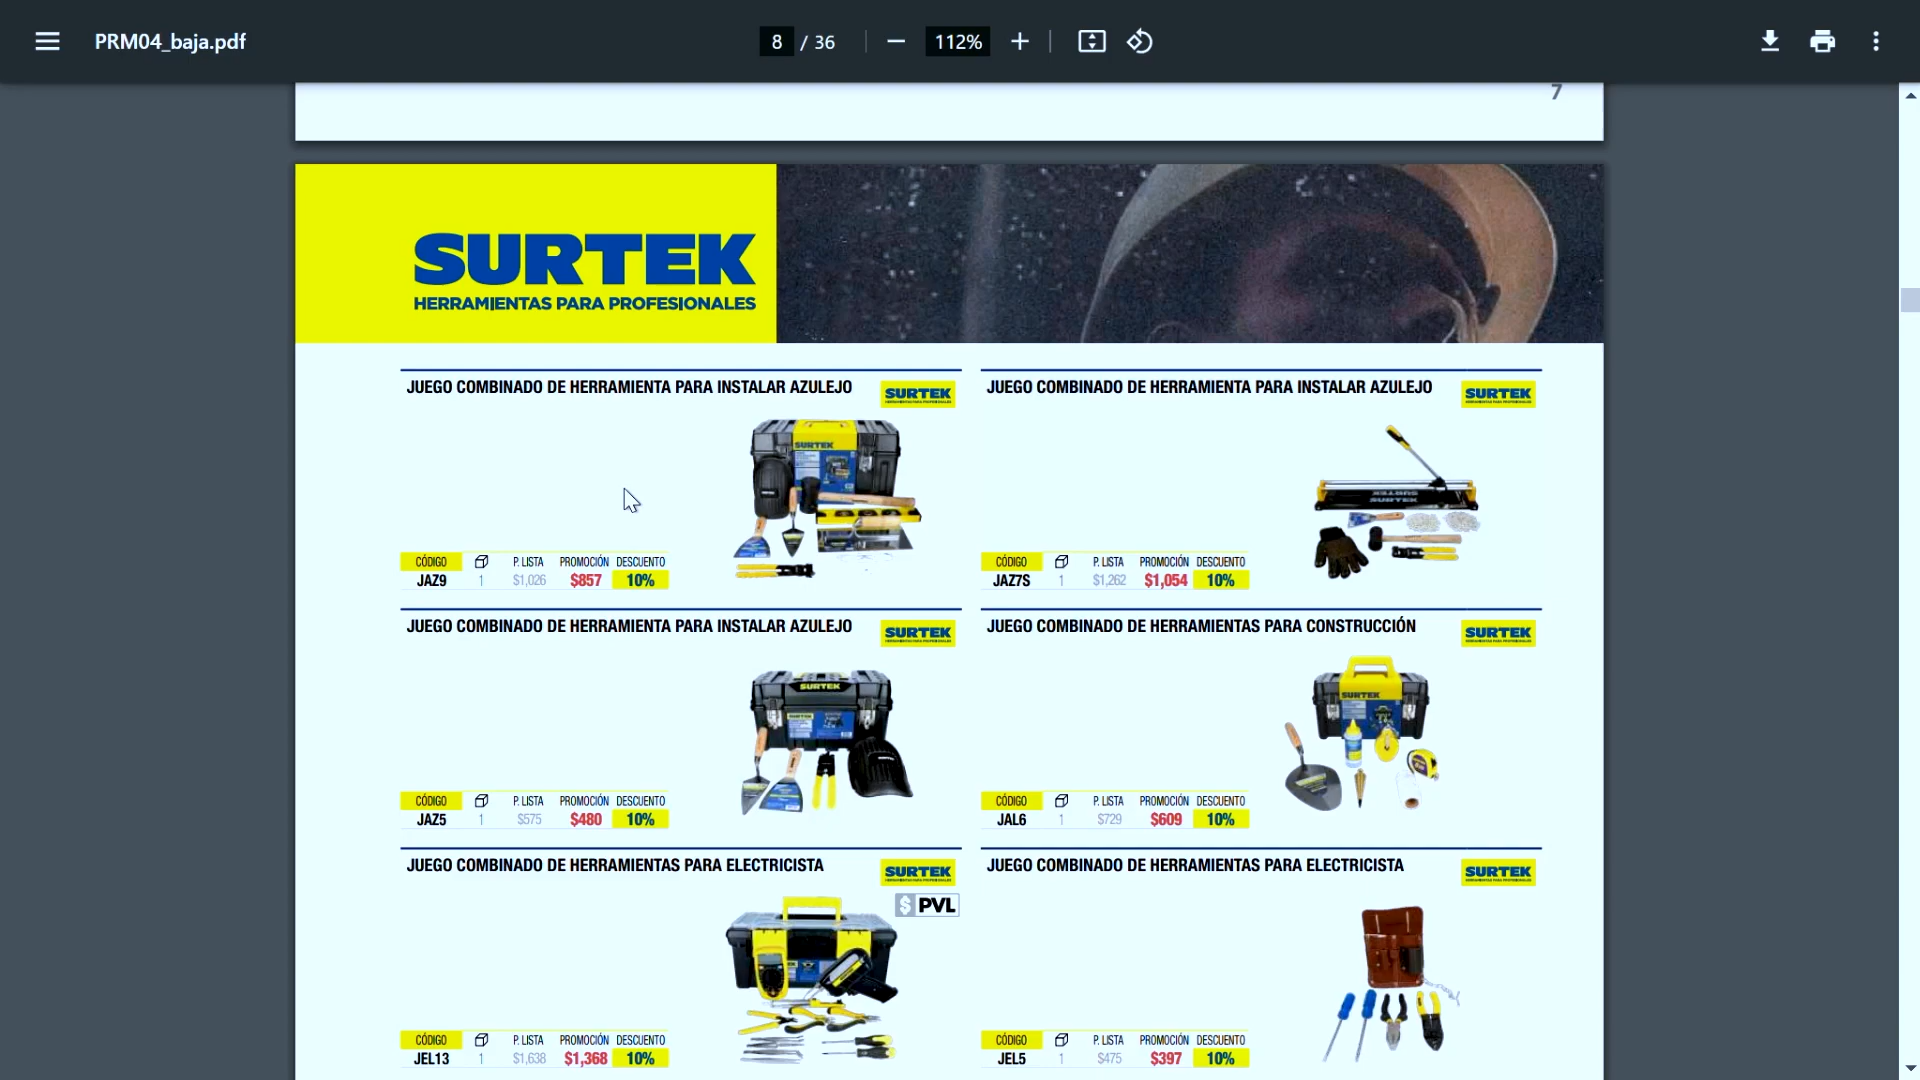 PRM04_baja.pdf
8 / 36
112%
7
SURTEK
HERRAMIENTAS PARA PROFESIONALES
JUEGO COMBINADO DE HERRAMIENTA PARA INSTALAR AZULEJO
SURTEK
SURTEK
CÓDIGO P. LISTA PROMOCIÓN DESCUENTO
JAZ9 1 $1,026 $857 10%
JUEGO COMBINADO DE HERRAMIENTA PARA INSTALAR AZULEJO
SURTEK
SURTEK
CÓDIGO P. LISTA PROMOCIÓN DESCUENTO
JAZ7S 1 $1,262 $1,054 10%
JUEGO COMBINADO DE HERRAMIENTA PARA INSTALAR AZULEJO
SURTEK
SURTEK
CÓDIGO P. LISTA PROMOCIÓN DESCUENTO
JAZ5 1 $575 $480 10%
JUEGO COMBINADO DE HERRAMIENTAS PARA CONSTRUCCIÓN
SURTEK
SURTEK
CÓDIGO P. LISTA PROMOCIÓN DESCUENTO
JAL6 1 $729 $609 10%
JUEGO COMBINADO DE HERRAMIENTAS PARA ELECTRICISTA
SURTEK
$ PVL
CÓDIGO P. LISTA PROMOCIÓN DESCUENTO
JEL13 1 $1,638 $1,368 10%
JUEGO COMBINADO DE HERRAMIENTAS PARA ELECTRICISTA
SURTEK
CÓDIGO P. LISTA PROMOCIÓN DESCUENTO
JEL5 1 $475 $397 10%